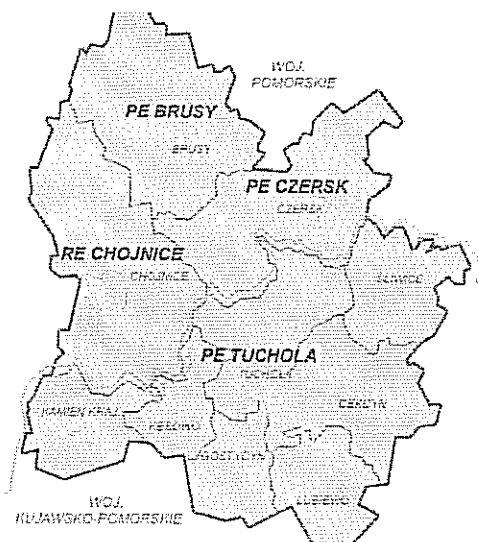 WOJ.
POMORSKIE
PE BRUSY
BRUSY
PE CZERSK
CZERSK
RE CHOJNICE
CHOJNICE
PE TUCHOLA
TUCHOLA
CEKCYN
KAMIEŃ KRAJ.
KĘSOWO
GOSTYCYN
LUBIEWO
WOJ.
KUJAWSKO-POMORSKIE